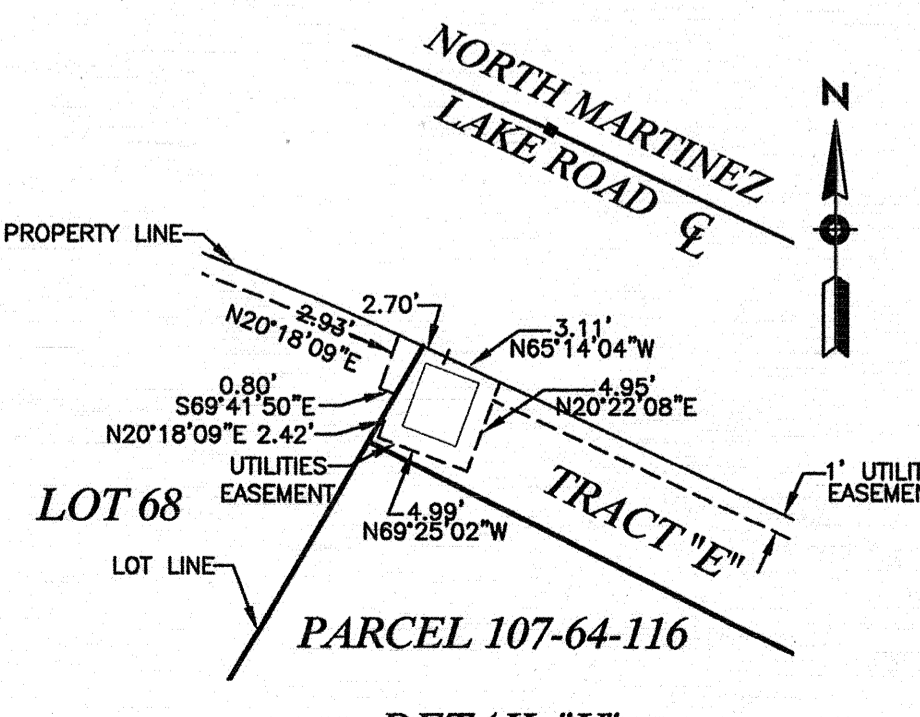 NORTH MARTINEZ
LAKE ROAD ℄
N
PROPERTY LINE
2.93'
N20°18'09"E
2.70'
3.11'
N65°14'04"W
0.80'
S69°41'50"E
4.95'
N20°22'08"E
N20°18'09"E 2.42'
UTILITIES
EASEMENT
4.99'
N69°25'02"W
LOT 68
TRACT "E"
1' UTILIT
EASEMEN
LOT LINE
PARCEL 107-64-116